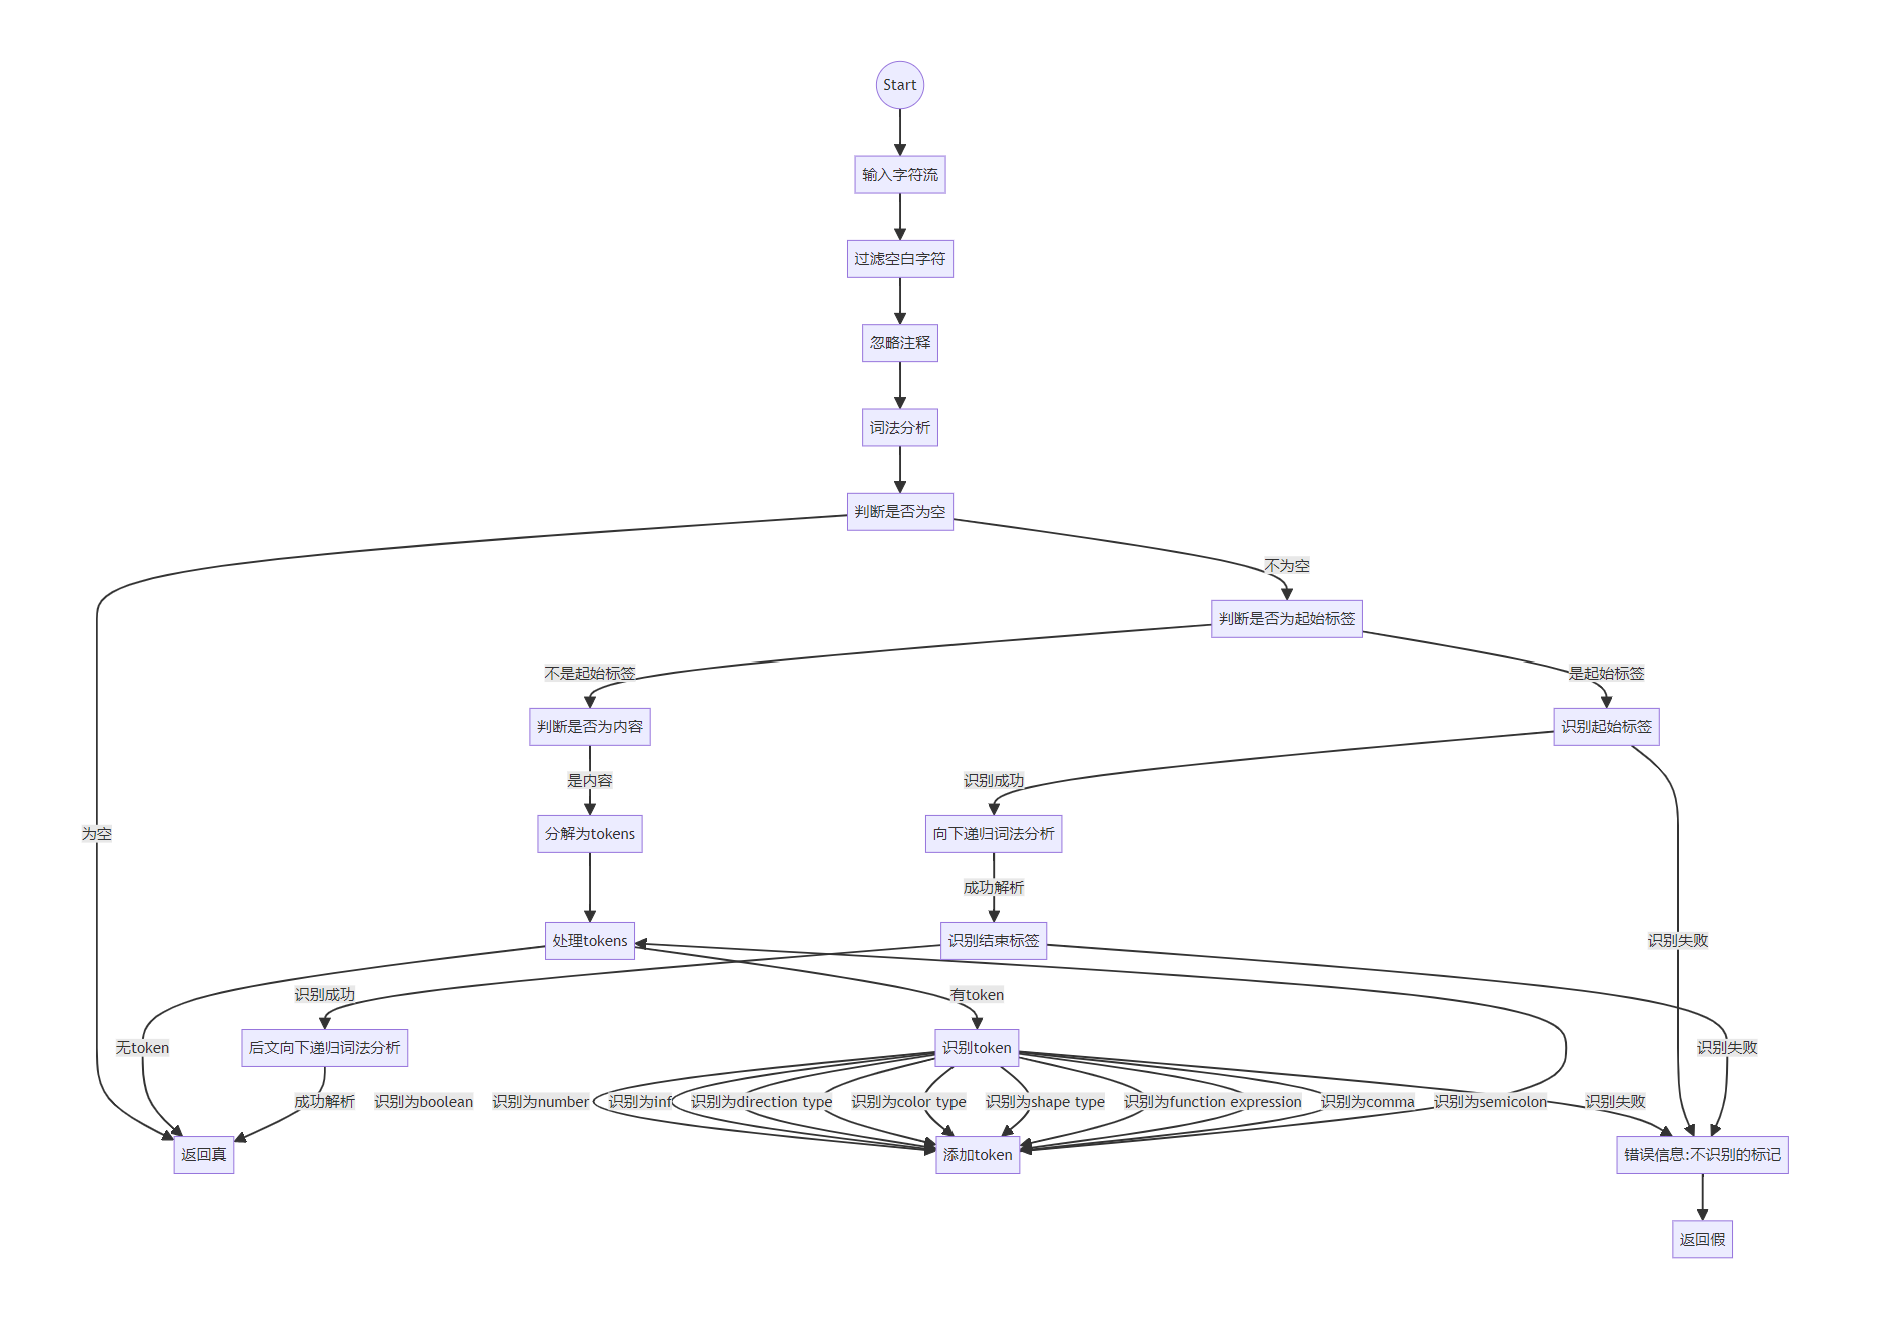 Start
输入字符流
过滤空白字符
忽略注释
词法分析
判断是否为空
不为空
判断是否为起始标签
不是起始标签
是起始标签
判断是否为内容
识别起始标签
是内容
识别成功
为空
分解为tokens
向下递归词法分析
成功解析
处理tokens
识别结束标签
识别失败
识别成功
有token
无token
后文向下递归词法分析
识别token
识别失败
成功解析
识别为boolean
识别为number
识别为inf
识别为direction type
识别为color type
识别为shape type
识别为function expression
识别为comma
识别为semicolon
识别失败
返回真
添加token
错误信息:不识别的标记
返回假